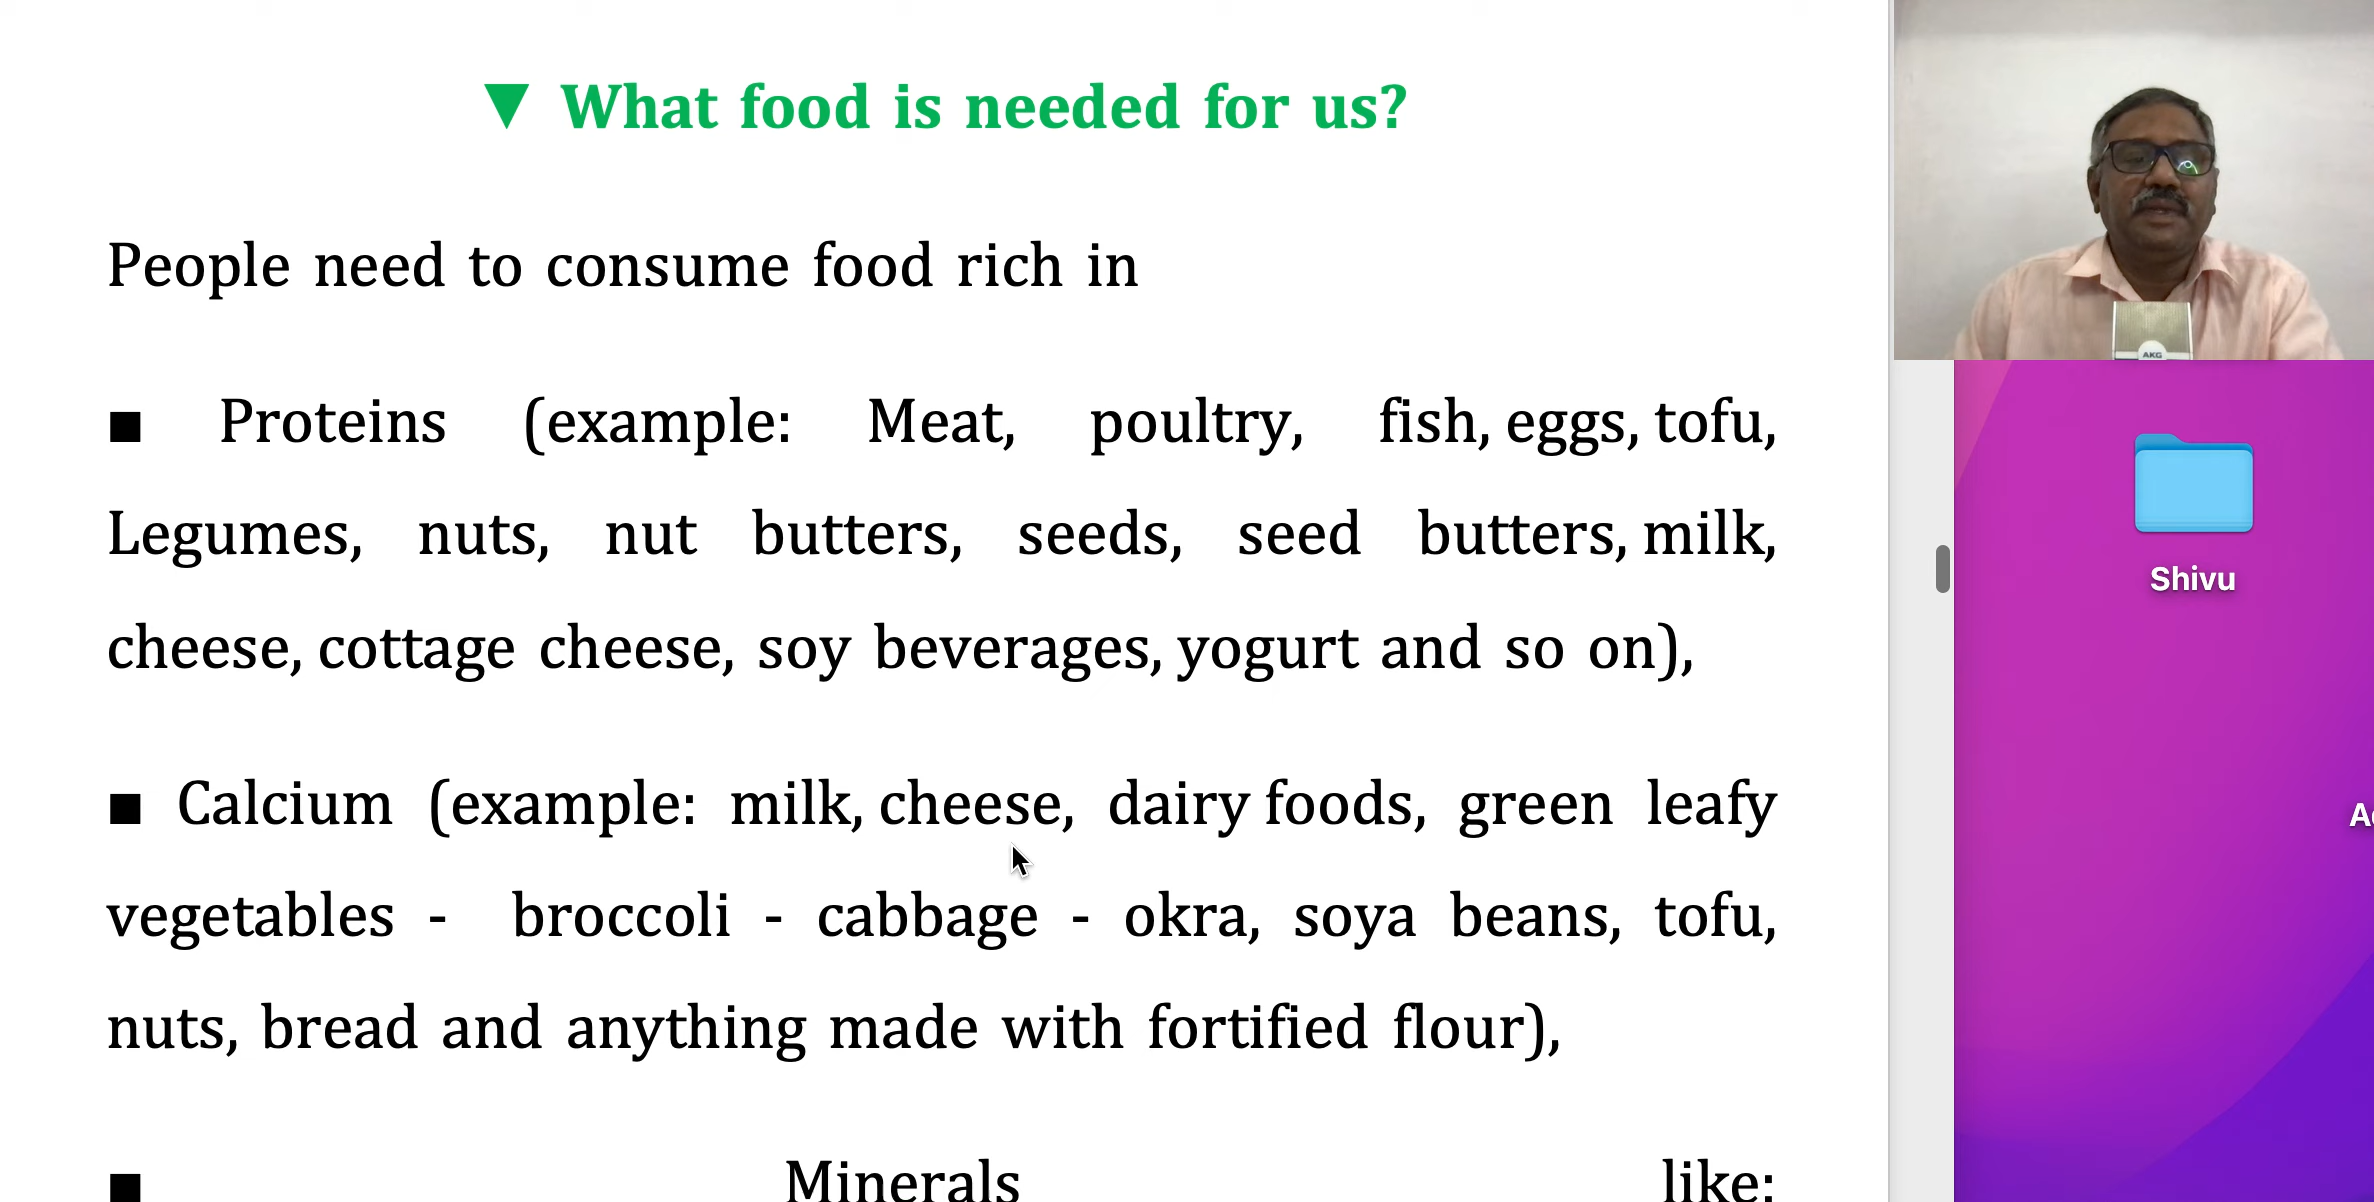 ▼ What food is needed for us?
People need to consume food rich in
■ Proteins (example: Meat, poultry, fish, eggs, tofu,
Legumes, nuts, nut butters, seeds, seed butters, milk,
cheese, cottage cheese, soy beverages, yogurt and so on),
■ Calcium (example: milk, cheese, dairy foods, green leafy
vegetables - broccoli - cabbage - okra, soya beans, tofu,
nuts, bread and anything made with fortified flour),
■ Minerals like:
AKG
Shivu